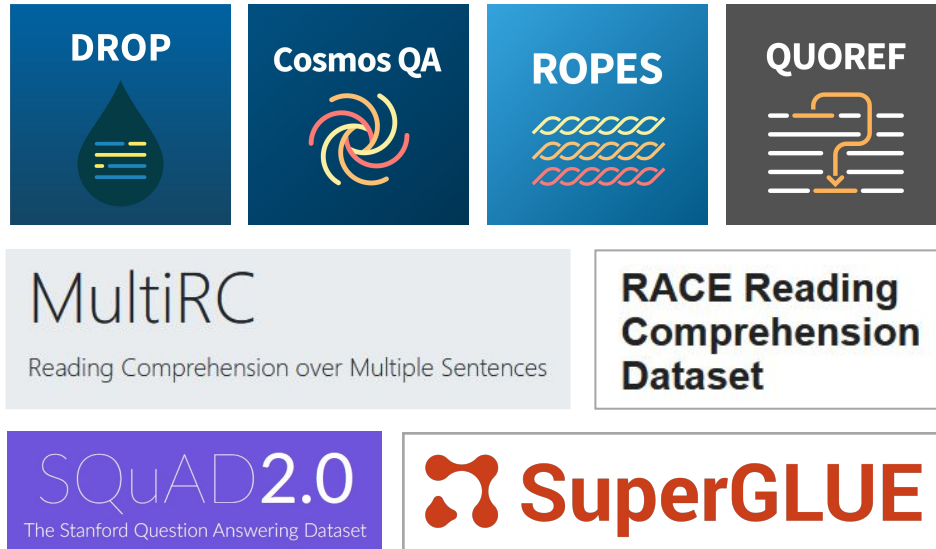 DROP
Cosmos QA
ROPES
QUOREF
MultiRC
Reading Comprehension over Multiple Sentences
RACE Reading
Comprehension
Dataset
SQuAD2.0
The Stanford Question Answering Dataset
SuperGLUE